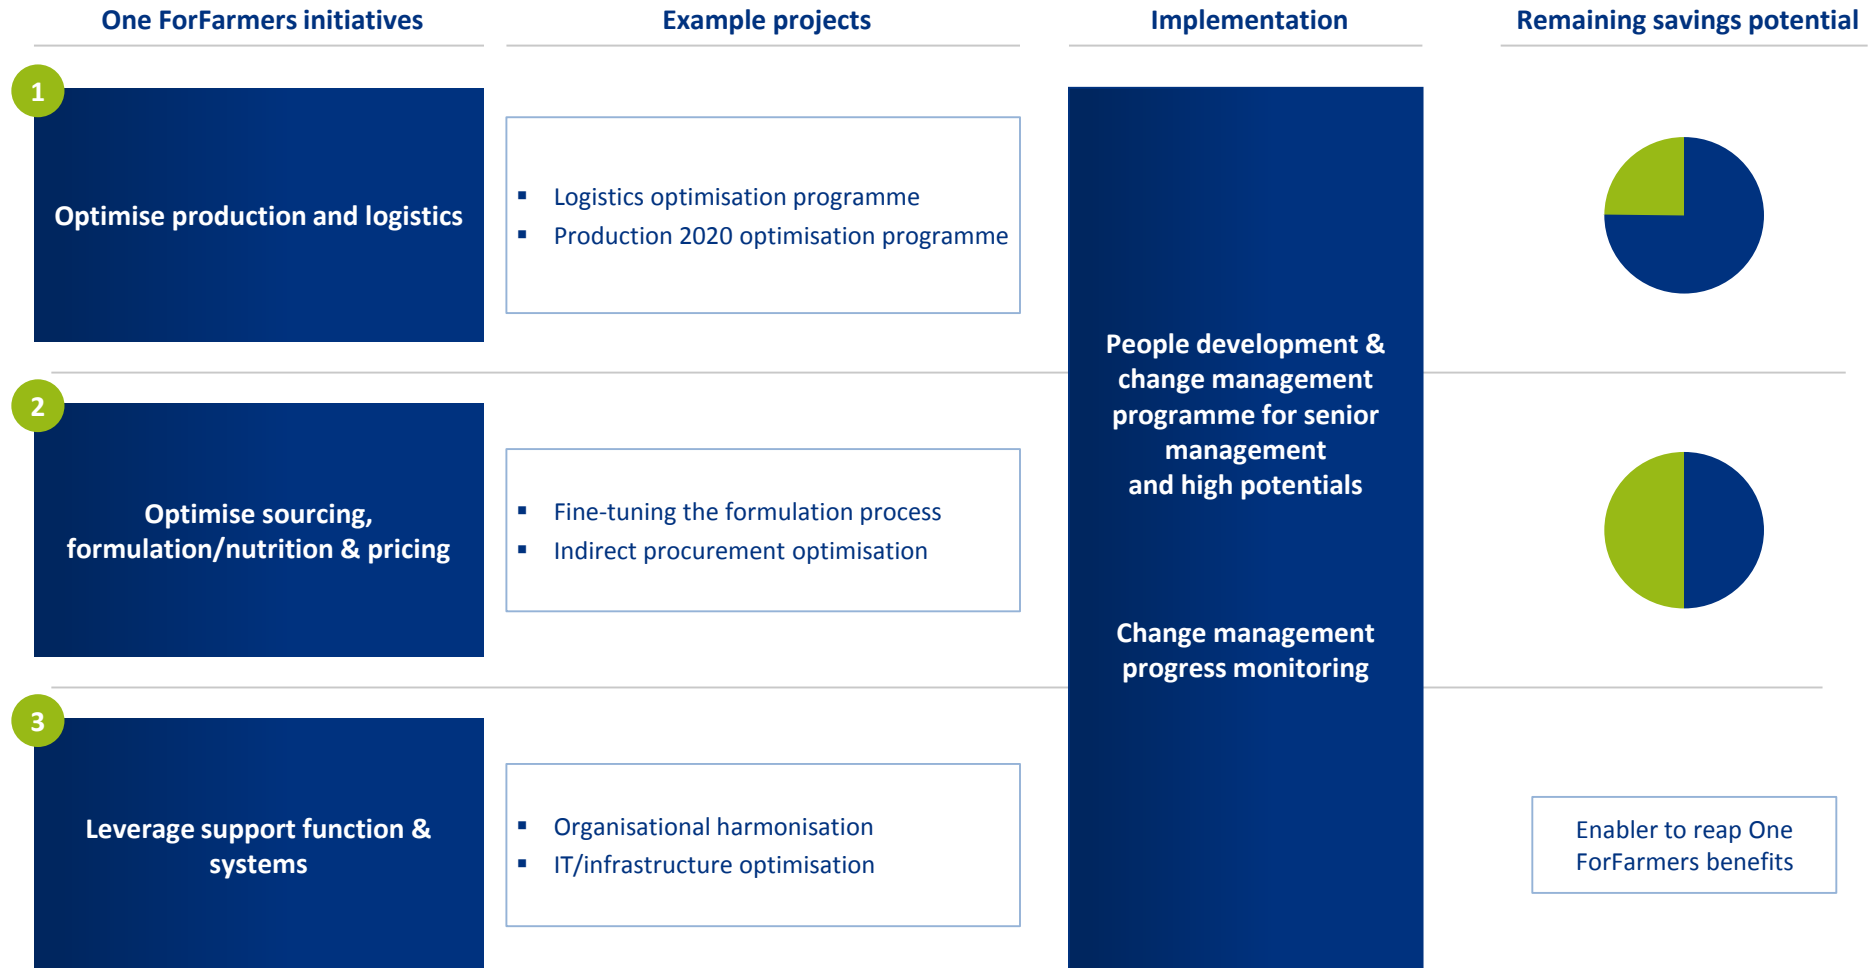 One ForFarmers initiatives
Example projects
Implementation
Remaining savings potential
1
Optimise production and logistics
▪ Logistics optimisation programme
▪ Production 2020 optimisation programme
People development &
change management
programme for senior
management
and high potentials
Change management
progress monitoring
2
Optimise sourcing,
formulation/nutrition & pricing
▪ Fine-tuning the formulation process
▪ Indirect procurement optimisation
3
Leverage support function &
systems
▪ Organisational harmonisation
▪ IT/infrastructure optimisation
Enabler to reap One
ForFarmers benefits